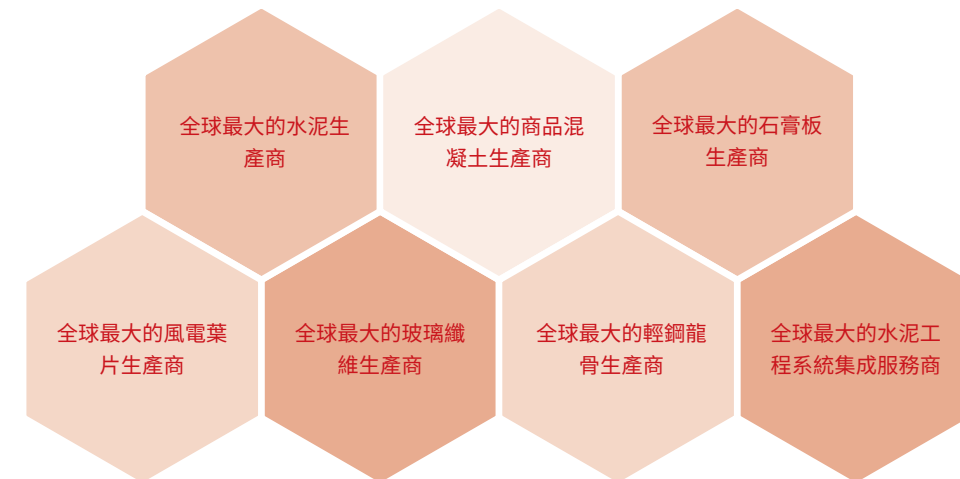 全球最大的水泥生
產商
全球最大的商品混
凝土生產商
全球最大的石膏板
生產商
全球最大的風電葉
片生產商
全球最大的玻璃纖
維生產商
全球最大的輕鋼龍
骨生產商
全球最大的水泥工
程系統集成服務商